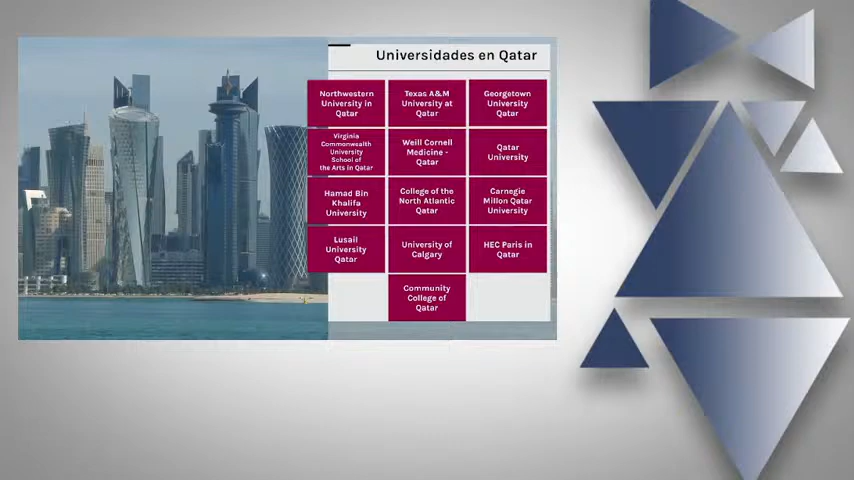 Universidades en Qatar
Northwestern
University in
Qatar
Texas A&M
University at
Qatar
Georgetown
University
Qatar
Virginia
Commonwealth
University
School of
the Arts in Qatar
Weill Cornell
Medicine -
Qatar
Qatar
University
Hamad Bin
Khalifa
University
College of the
North Atlantic
Qatar
Carnegie
Millon Qatar
University
Lusail
University
Qatar
University of
Calgary
HEC Paris in
Qatar
Community
College of
Qatar